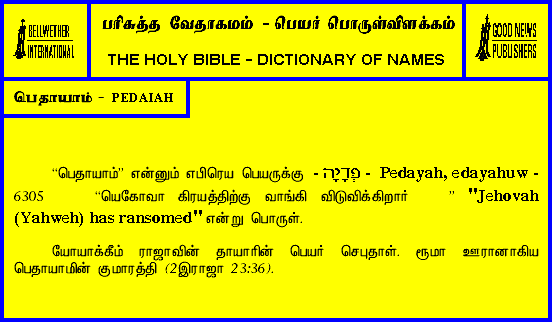 BELLWETHER
INTERNATIONAL
பரிசுத்த வேதாகமம் - பெயர் பொருள்விளக்கம்
THE HOLY BIBLE - DICTIONARY OF NAMES
GOOD NEWS
PUBLISHERS
பெதாயாம் - PEDAIAH
“பெதாயாம்” என்னும் எபிரெய பெயருக்கு - פְּדָיָה - Pedayah, edayahuw -
6305 “யெகோவா கிரயத்திற்கு வாங்கி விடுவிக்கிறார் ” "Jehovah
(Yahweh) has ransomed" என்று பொருள்.
யோயாக்கீம் ராஜாவின் தாயாரின் பெயர் செபுதாள். ரூமா ஊரானாகிய
பெதாயாமின் குமாரத்தி (2இராஜா 23:36).